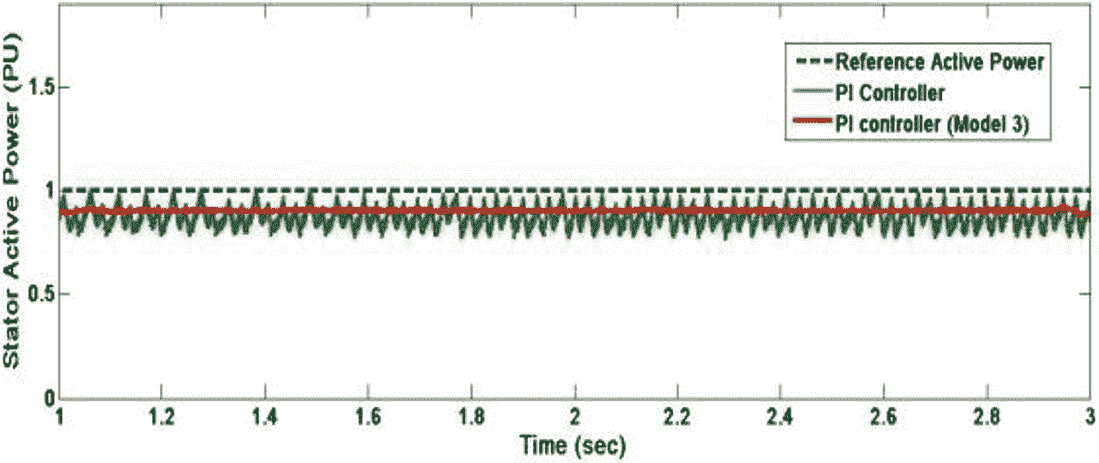 Stator Active Power (PU)
1.5
1
0.5
0
Reference Active Power
PI Controller
PI controller (Model 3)
1 1.2 1.4 1.6 1.8 2 2.2 2.4 2.6 2.8 3
Time (sec)